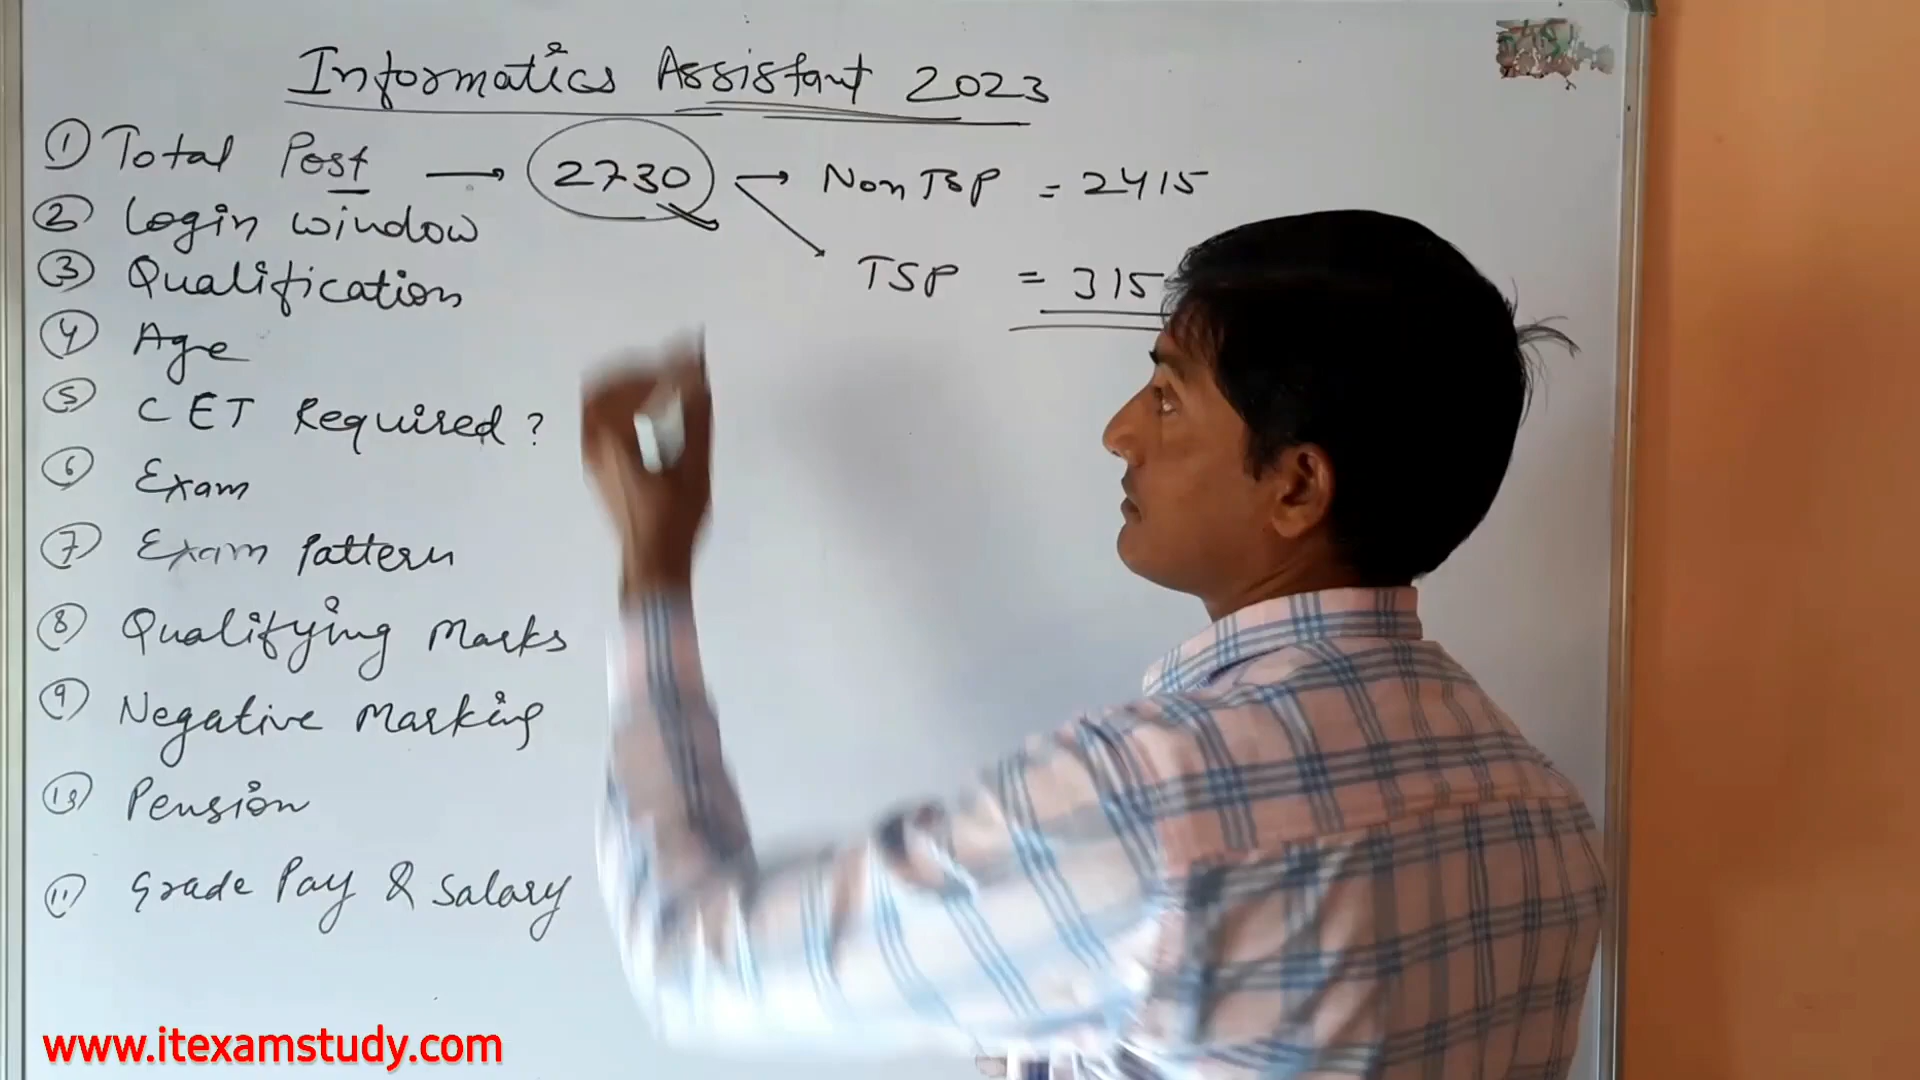 Informatics Assistant 2023
① Total Post → 2730 → Non TSP = 2415
② Login window
TSP = 315
③ Qualification
④ Age
⑤ CET Required ?
⑥ Exam
⑦ Exam Pattern
⑧ Qualifying Marks
⑨ Negative Marking
⑩ Pension
⑪ Grade Pay & Salary
www.itexamstudy.com